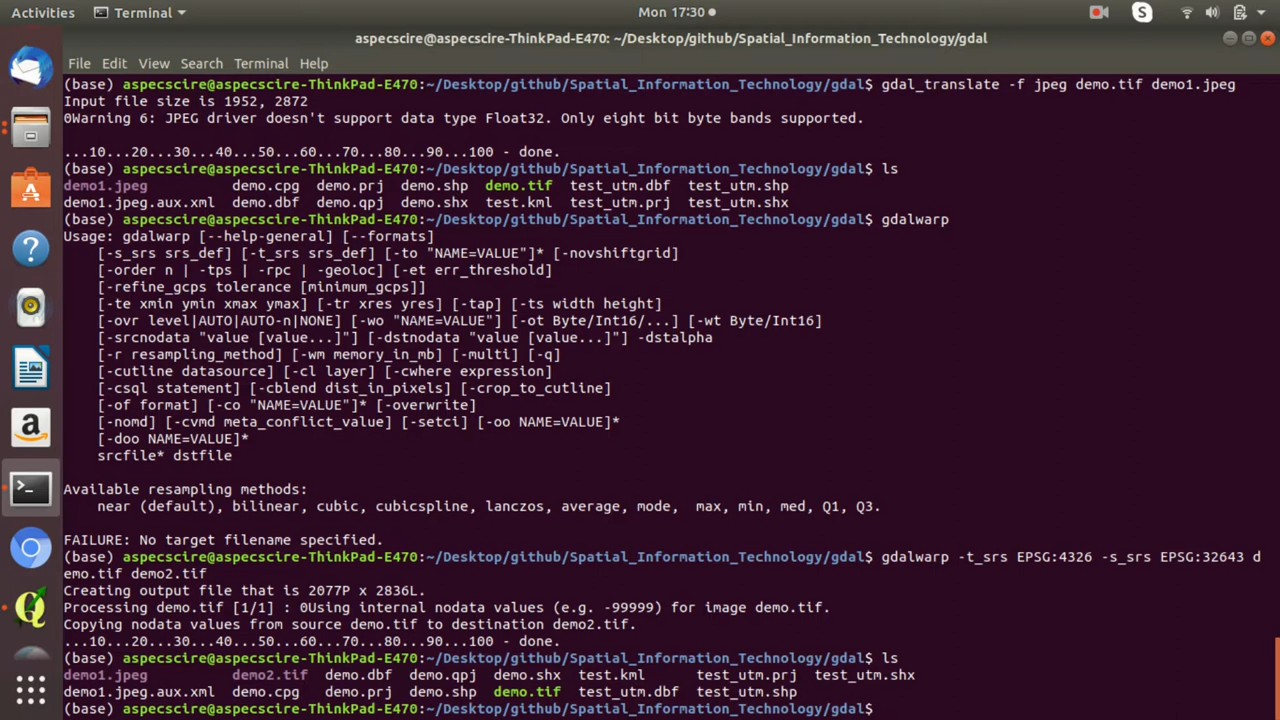 Activities Terminal Mon 17:30
aspecscire@aspecscire-ThinkPad-E470: ~/Desktop/github/Spatial_Information_Technology/gdal
File Edit View Search Terminal Help
(base) aspecscire@aspecscire-ThinkPad-E470:~/Desktop/github/Spatial_Information_Technology/gdal$ gdal_translate -f jpeg demo.tif demo1.jpeg
Input file size is 1952, 2872
0Warning 6: JPEG driver doesn't support data type Float32. Only eight bit byte bands supported.
...10...20...30...40...50...60...70...80...90...100 - done.
(base) aspecscire@aspecscire-ThinkPad-E470:~/Desktop/github/Spatial_Information_Technology/gdal$ ls
demo1.jpeg demo.cpg demo.prj demo.shp demo.tif test_utm.dbf test_utm.shp
demo1.jpeg.aux.xml demo.dbf demo.qpj demo.shx test.kml test_utm.prj test_utm.shx
(base) aspecscire@aspecscire-ThinkPad-E470:~/Desktop/github/Spatial_Information_Technology/gdal$ gdalwarp
Usage: gdalwarp [--help-general] [--formats]
[-s_srs srs_def] [-t_srs srs_def] [-to "NAME=VALUE"]* [-novshiftgrid]
[-order n | -tps | -rpc | -geoloc] [-et err_threshold]
[-refine_gcps tolerance [minimum_gcps]]
[-te xmin ymin xmax ymax] [-tr xres yres] [-tap] [-ts width height]
[-ovr level|AUTO|AUTO-n|NONE] [-wo "NAME=VALUE"] [-ot Byte/Int16/...] [-wt Byte/Int16]
[-srcnodata "value [value...]"] [-dstnodata "value [value...]"] -dstalpha
[-r resampling_method] [-wm memory_in_mb] [-multi] [-q]
[-cutline datasource] [-cl layer] [-cwhere expression]
[-csql statement] [-cblend dist_in_pixels] [-crop_to_cutline]
[-of format] [-co "NAME=VALUE"]* [-overwrite]
[-nomd] [-cvmd meta_conflict_value] [-setci] [-oo NAME=VALUE]*
[-doo NAME=VALUE]*
srcfile* dstfile
Available resampling methods:
near (default), bilinear, cubic, cubicspline, lanczos, average, mode,  max, min, med, Q1, Q3.
FAILURE: No target filename specified.
(base) aspecscire@aspecscire-ThinkPad-E470:~/Desktop/github/Spatial_Information_Technology/gdal$ gdalwarp -t_srs EPSG:4326 -s_srs EPSG:32643 d
emo.tif demo2.tif
Creating output file that is 2077P x 2836L.
Processing demo.tif [1/1] : 0Using internal nodata values (e.g. -99999) for image demo.tif.
Copying nodata values from source demo.tif to destination demo2.tif.
...10...20...30...40...50...60...70...80...90...100 - done.
(base) aspecscire@aspecscire-ThinkPad-E470:~/Desktop/github/Spatial_Information_Technology/gdal$ ls
demo1.jpeg demo2.tif demo.dbf demo.qpj demo.shx test.kml test_utm.prj test_utm.shx
demo1.jpeg.aux.xml demo.cpg demo.prj demo.shp demo.tif test_utm.dbf test_utm.shp
(base) aspecscire@aspecscire-ThinkPad-E470:~/Desktop/github/Spatial_Information_Technology/gdal$